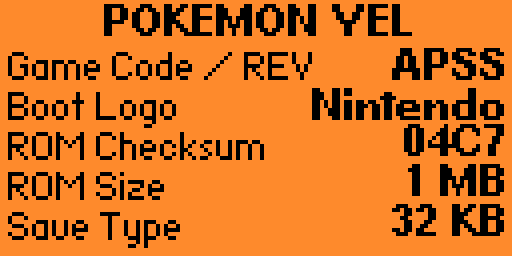 POKEMON YEL
Game Code / REV APSS
Boot Logo Nintendo
ROM Checksum 04C7
ROM Size 1 MB
Save Type 32 KB